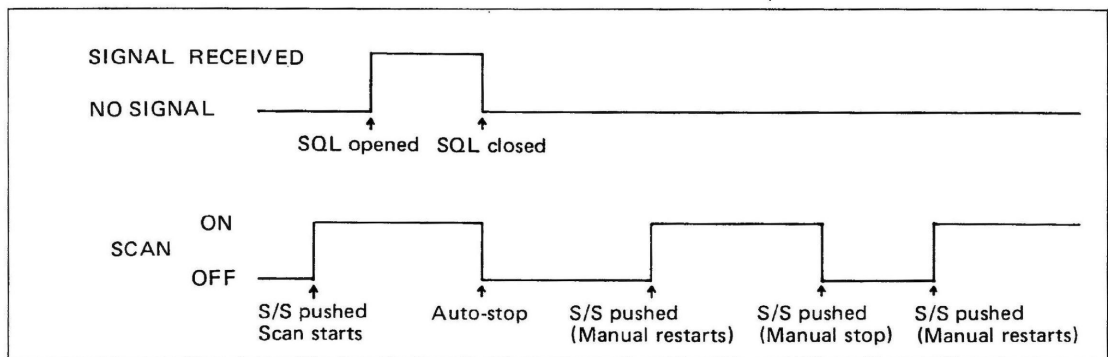 SIGNAL RECEIVED
NO SIGNAL
SQL opened SQL closed
ON
SCAN
OFF
S/S pushed Auto-stop S/S pushed S/S pushed S/S pushed
Scan starts (Manual restarts) (Manual stop) (Manual restarts)